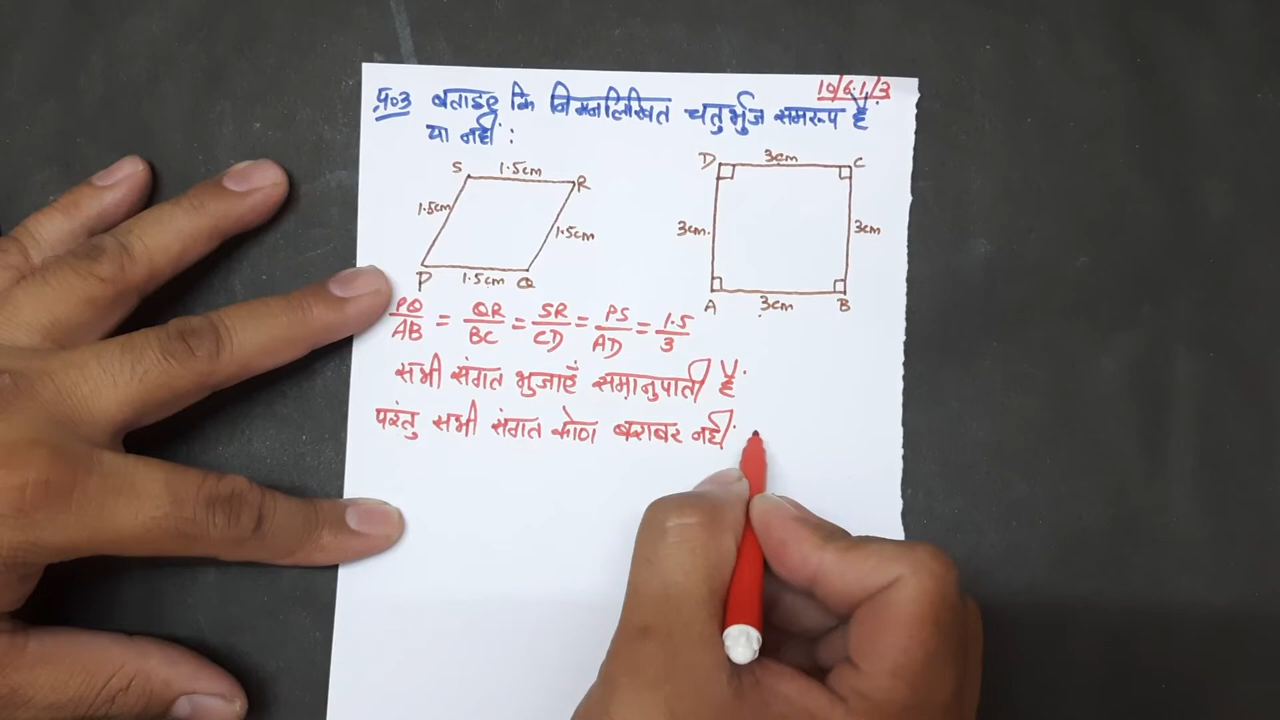 10/6.1/3
प्र०3 बताइए कि निम्नलिखित चतुर्भुज समरूप हैं
या नहीं :
S 1.5cm R
1.5cm
1.5cm
P 1.5cm Q
D 3cm C
3cm.
3cm
A 3cm B
PQ/AB = QR/BC = SR/CD = PS/AD = 1.5/3
सभी संगत भुजाएँ समानुपाती हैं
परंतु सभी संगत कोण बराबर नहीं